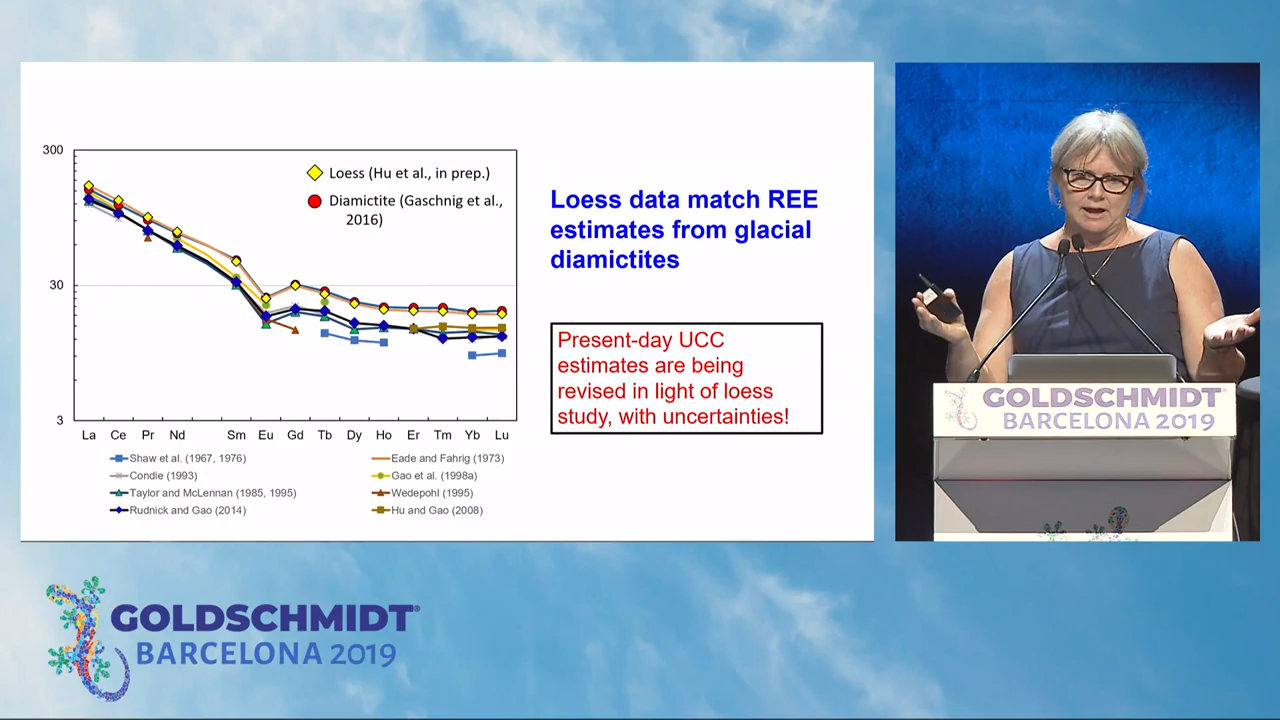 300
30
3
Loess (Hu et al., in prep.)
Diamictite (Gaschnig et al.,
2016)
La Ce Pr Nd Sm Eu Gd Tb Dy Ho Er Tm Yb Lu
Shaw et al. (1967, 1976)
Eade and Fahrig (1973)
Condie (1993)
Gao et al. (1998a)
Taylor and McLennan (1985, 1995)
Wedepohl (1995)
Rudnick and Gao (2014)
Hu and Gao (2008)
Loess data match REE
estimates from glacial
diamictites
Present-day UCC
estimates are being
revised in light of loess
study, with uncertainties!
GOLDSCHMIDT
BARCELONA 2019
GOLDSCHMIDT®
BARCELONA 2019